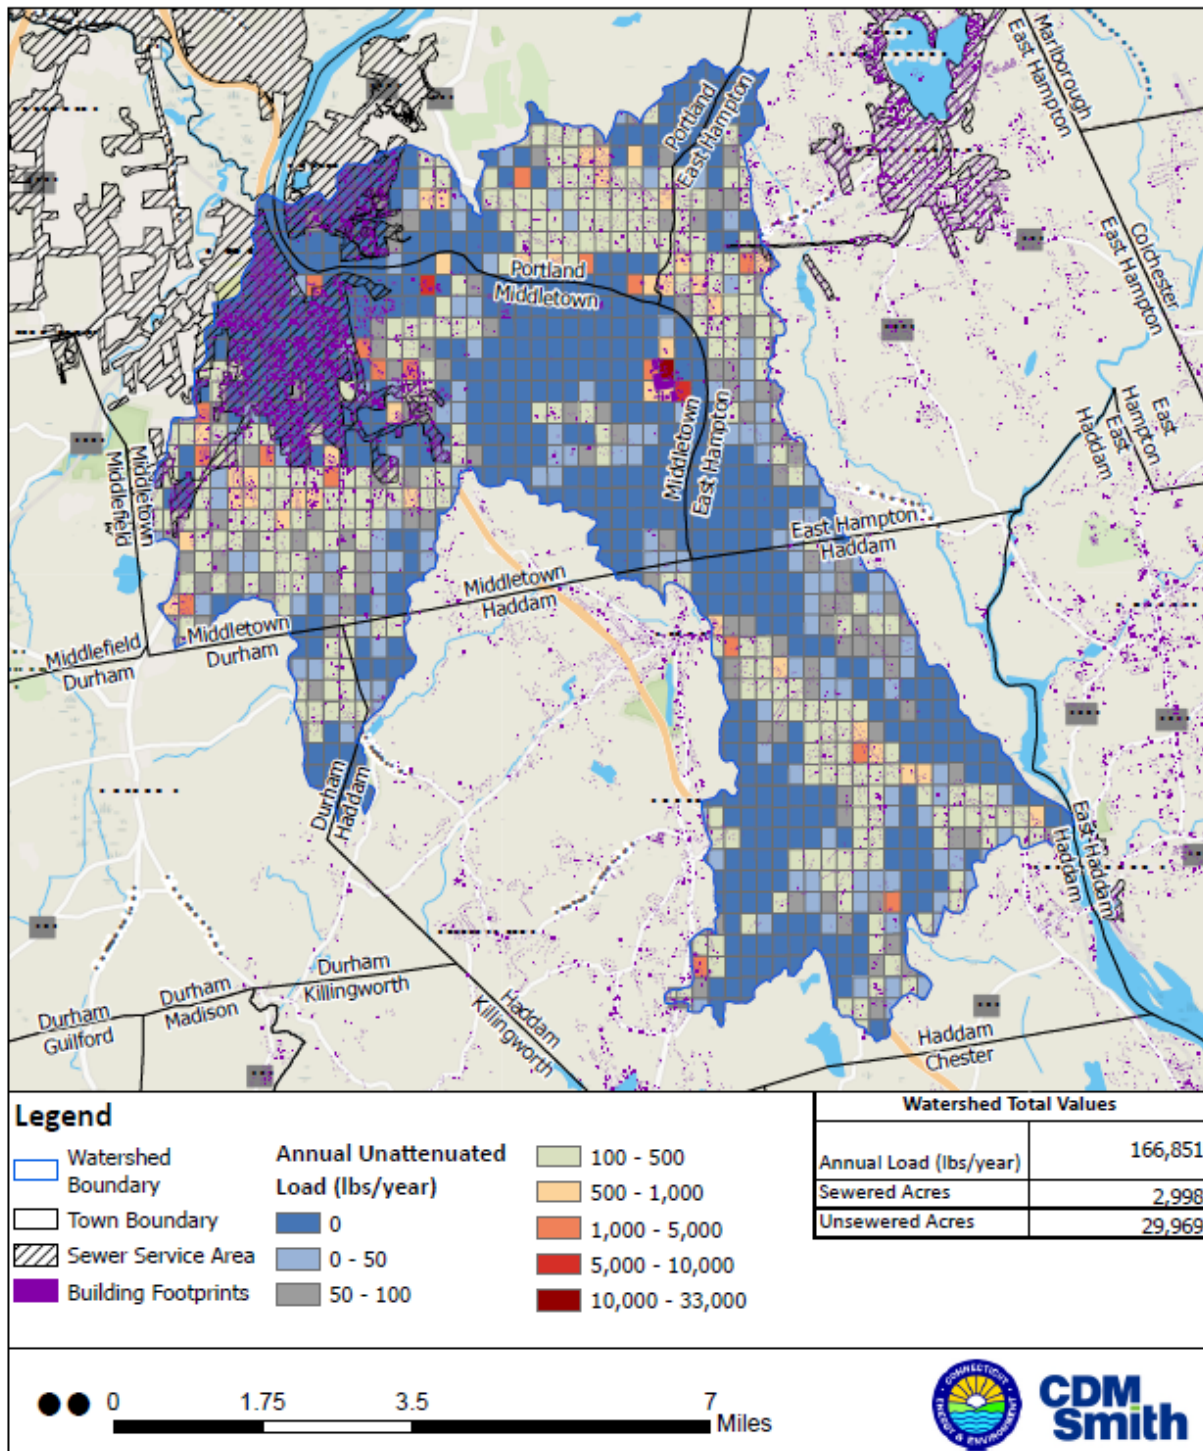 Marlborough
East Hampton
Portland
East Hampton
Colchester
East Hampton
Portland
Middletown
East
Hampton
East
Haddam
Middletown
East Hampton
Middletown
Middlefield
East Hampton
Haddam
Middletown
Haddam
Middletown
Durham
Middlefield
Durham
Durham
Haddam
East Haddam
Haddam
Durham
Killingworth
Durham
Madison
Durham
Guilford
Haddam
Killingworth
Haddam
Chester
Legend
Watershed
Boundary
Town Boundary
Sewer Service Area
Building Footprints
Annual Unattenuated
Load (lbs/year)
0
0 - 50
50 - 100
100 - 500
500 - 1,000
1,000 - 5,000
5,000 - 10,000
10,000 - 33,000
Watershed Total Values
Annual Load (lbs/year) 166,851
Sewered Acres 2,998
Unsewered Acres 29,969
0 1.75 3.5 7
Miles
CONNECTICUT
ENERGY & ENVIRONMENT
CDM
Smith